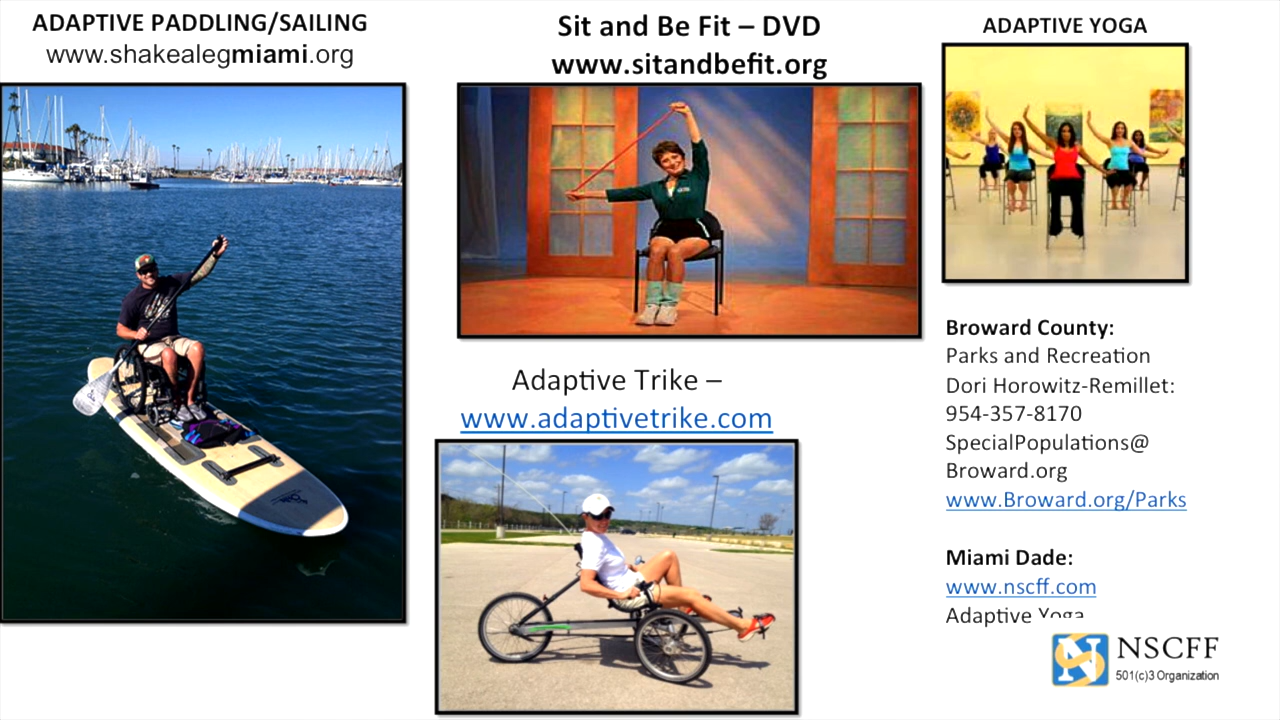 ADAPTIVE PADDLING/SAILING
www.shakealegmiami.org
Sit and Be Fit – DVD
www.sitandbefit.org
Adaptive Trike –
www.adaptivetrike.com
ADAPTIVE YOGA
Broward County:
Parks and Recreation
Dori Horowitz-Remillet:
954-357-8170
SpecialPopulations@
Broward.org
www.Broward.org/Parks
Miami Dade:
www.nscff.com
Adaptive Yoga
NSCFF
501(c)3 Organization